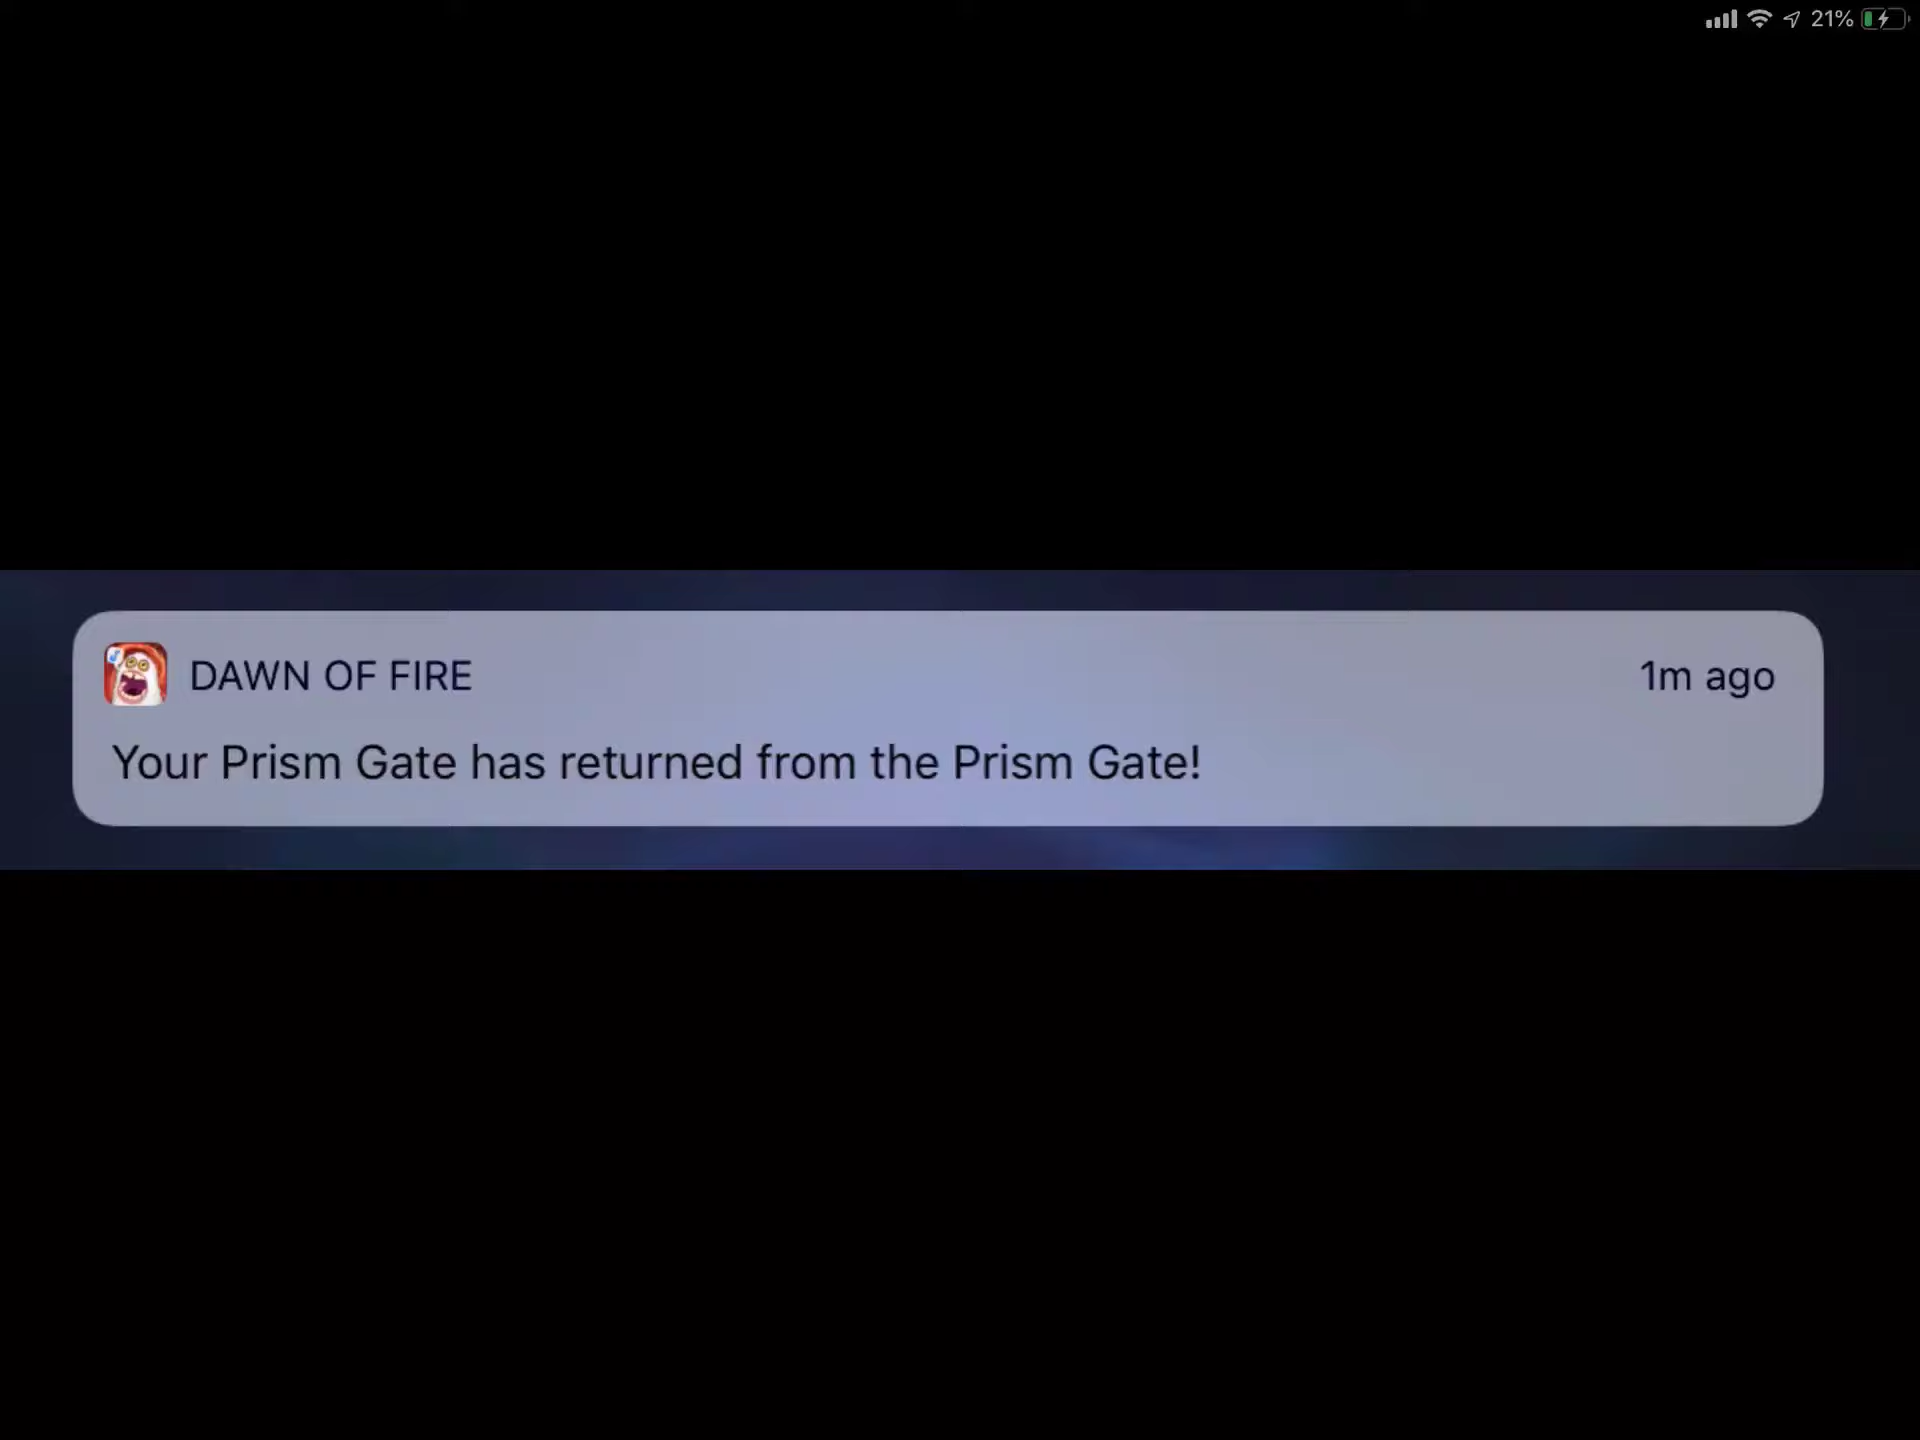 21%
DAWN OF FIRE
1m ago
Your Prism Gate has returned from the Prism Gate!